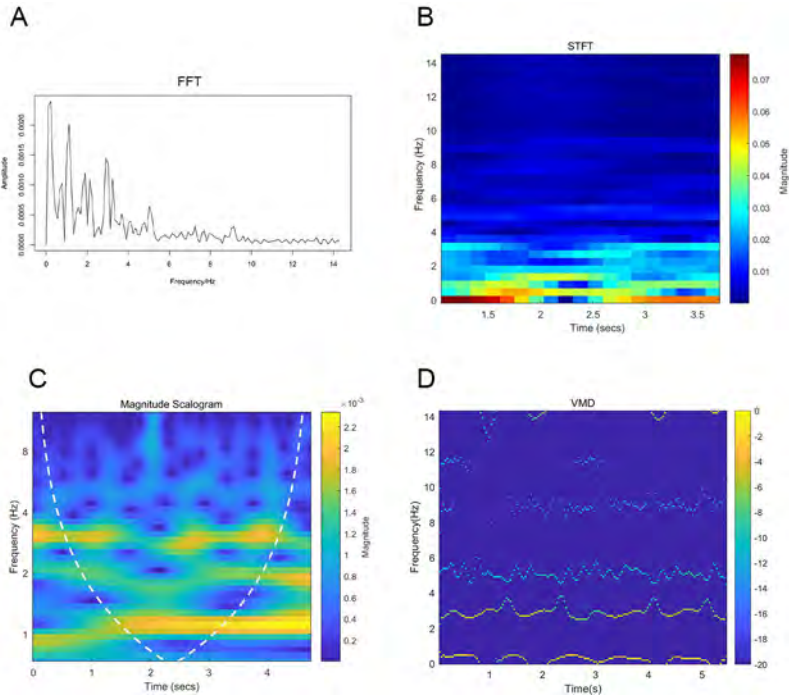 A
FFT
0.0020
0.0015
0.0010
0.0005
0.0000
Amplitude
0 2 4 6 8 10 12 14
Frequency/Hz
B
STFT
14
12
10
8
6
4
2
0
Frequency (Hz)
1.5 2 2.5 3 3.5
Time (secs)
0.07
0.06
0.05
0.04
0.03
0.02
0.01
Magnitude
C
Magnitude Scalogram
8
4
2
1
Frequency (Hz)
0 1 2 3 4
Time (secs)
2.2
2
1.8
1.6
1.4
1.2
1
0.8
0.6
0.4
0.2
Magnitude
D
VMD
14
12
10
8
6
4
2
0
Frequency(Hz)
1 2 3 4 5
Time(s)
0
-2
-4
-6
-8
-10
-12
-14
-16
-18
-20